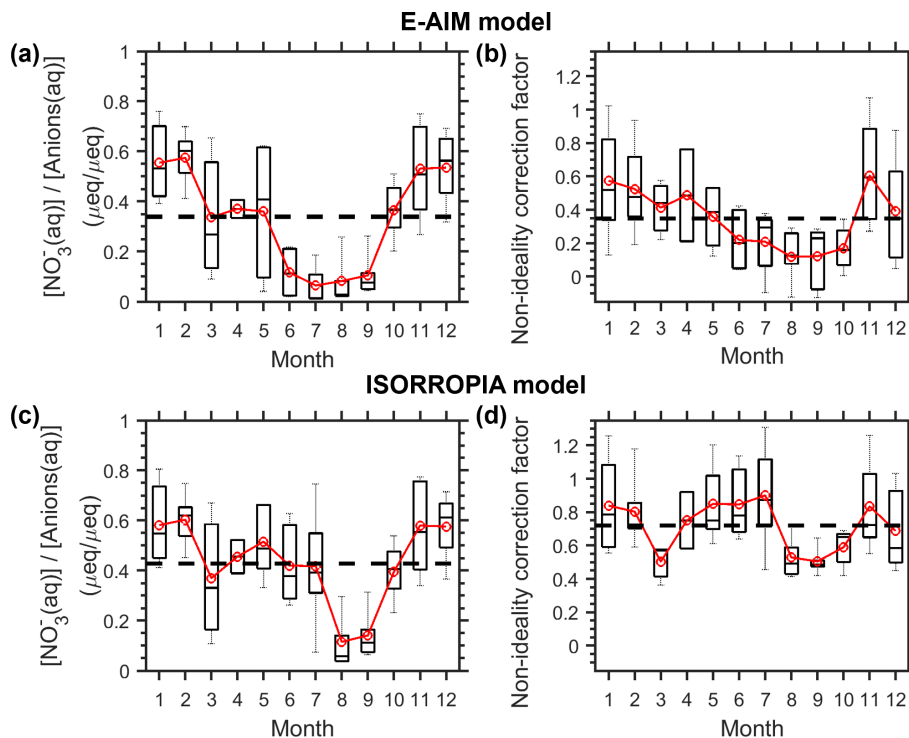 E-AIM model
(a)
[NO3-(aq)] / [Anions(aq)]
(μeq/μeq)
1
0.8
0.6
0.4
0.2
0
1 2 3 4 5 6 7 8 9 10 11 12
Month
(b)
Non-ideality correction factor
1.2
1
0.8
0.6
0.4
0.2
0
1 2 3 4 5 6 7 8 9 10 11 12
Month
ISORROPIA model
(c)
[NO3-(aq)] / [Anions(aq)]
(μeq/μeq)
1
0.8
0.6
0.4
0.2
0
1 2 3 4 5 6 7 8 9 10 11 12
Month
(d)
Non-ideality correction factor
1.2
1
0.8
0.6
0.4
0.2
0
1 2 3 4 5 6 7 8 9 10 11 12
Month